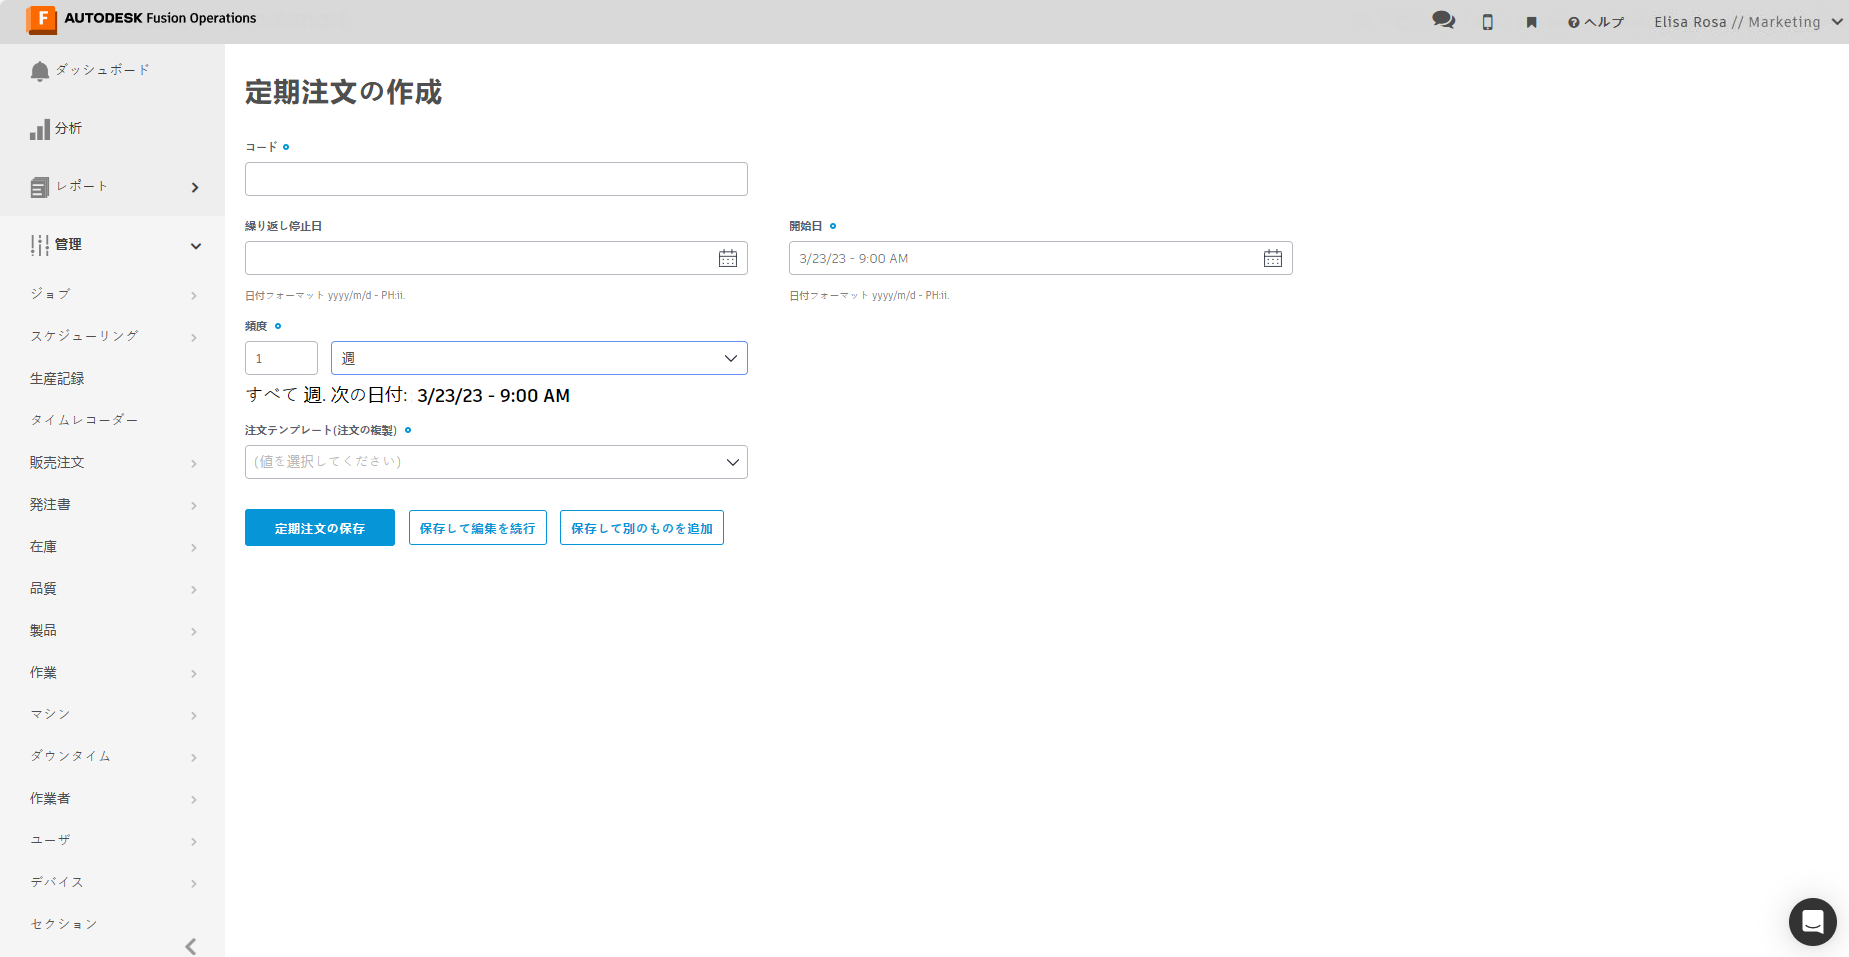 AUTODESK Fusion Operations
ヘルプ
Elisa Rosa // Marketing
ダッシュボード
分析
レポート
管理
ジョブ
スケジューリング
生産記録
タイムレコーダー
販売注文
発注書
在庫
品質
製品
作業
マシン
ダウンタイム
作業者
ユーザ
デバイス
セクション
定期注文の作成
コード
繰り返し停止日
開始日
3/23/23 - 9:00 AM
日付フォーマット yyyy/m/d - PH:ii.
日付フォーマット yyyy/m/d - PH:ii.
頻度
1
週
すべて 週. 次の日付: 3/23/23 - 9:00 AM
注文テンプレート(注文の複製)
(値を選択してください)
定期注文の保存
保存して編集を続行
保存して別のものを追加